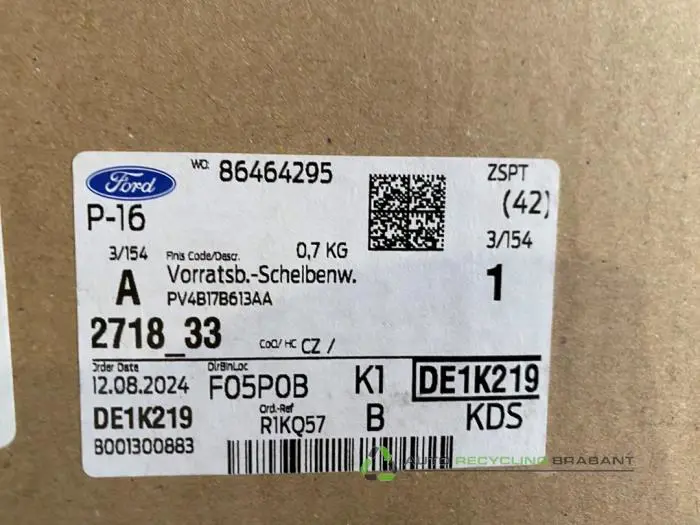 Ford WO: 86464295 ZSPT
P-16 (42)
3/154 Finis Code/Descr. 0,7 KG 3/154
A Vorratsb.-Scheibenw. 1
PV4B17B613AA
2718_33 CoO/ HC CZ /
Order Date DirBinLoc
12.08.2024 F05P0B K1 DE1K219
DE1K219 Ord.-Ref B KDS
R1KQ57
B001300883
AUTO RECYCLING BRABANT